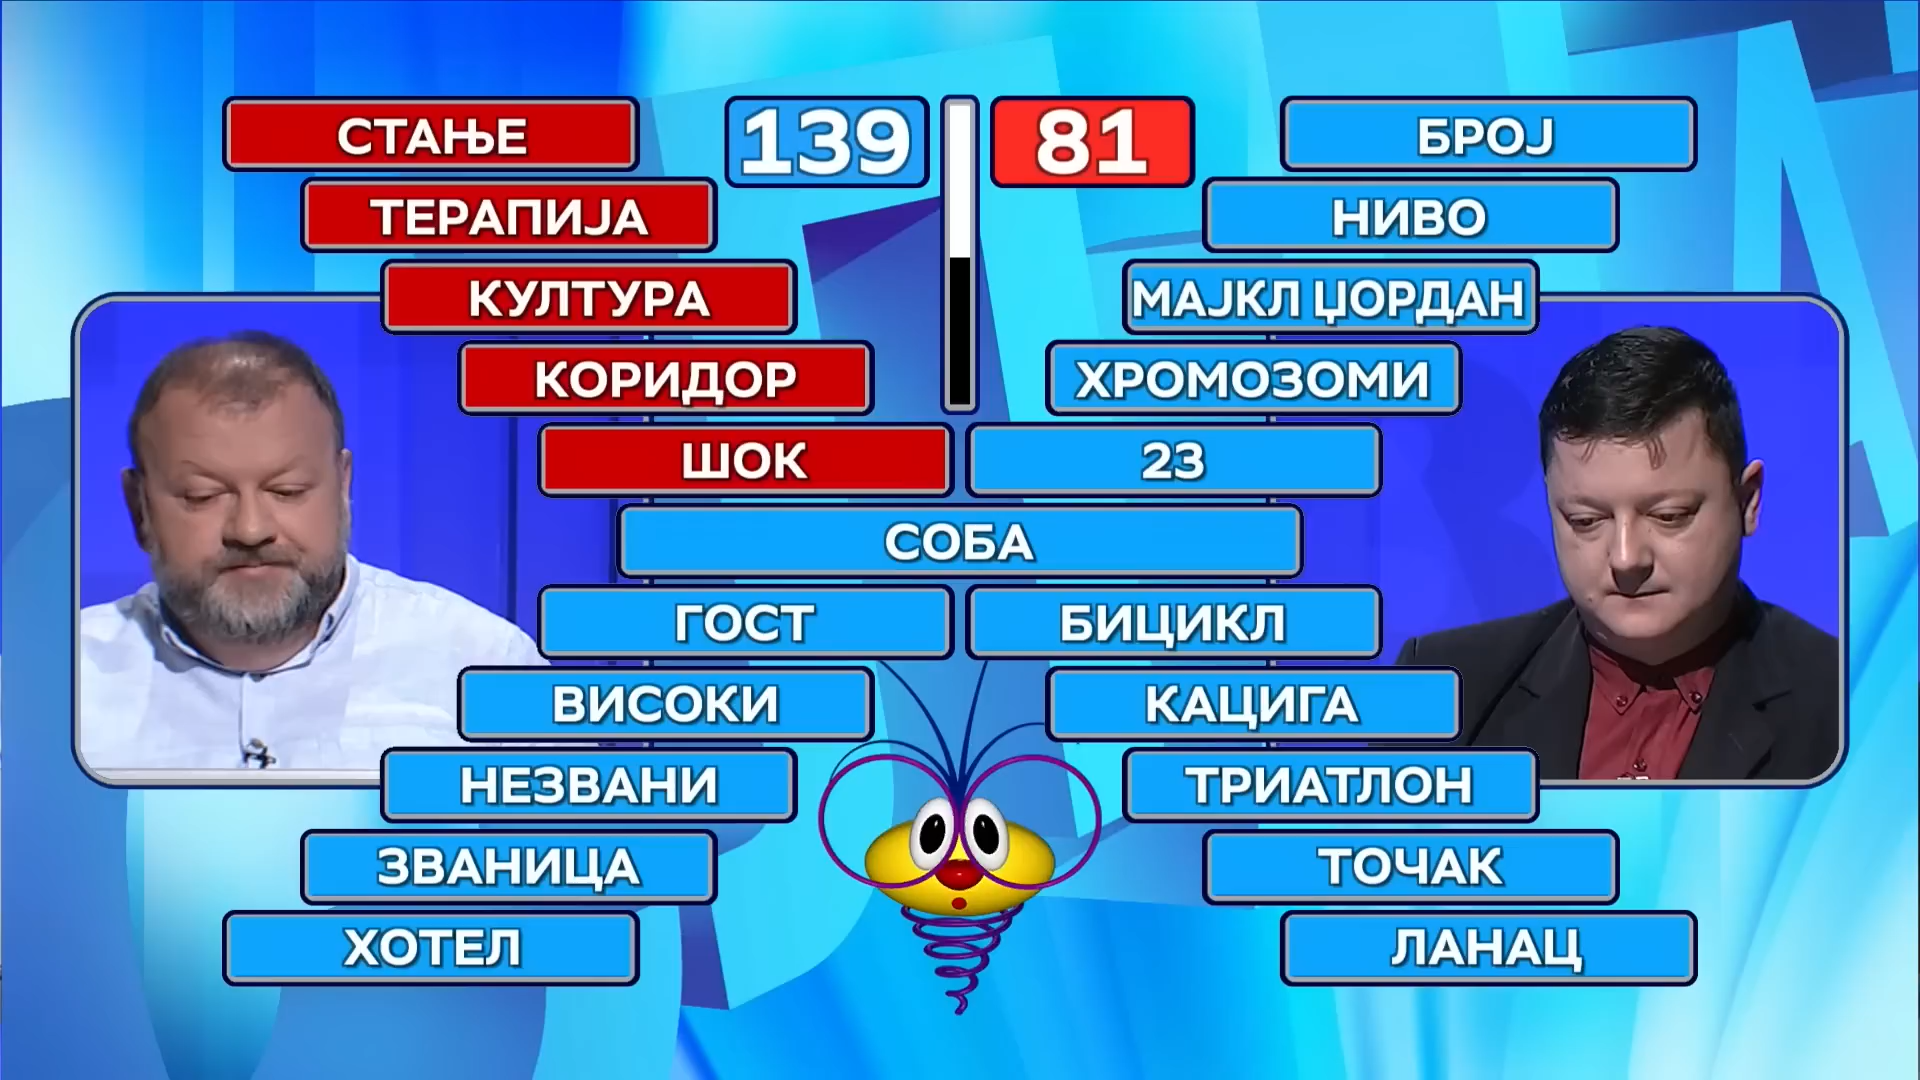 СТАЊЕ
139
81
БРОЈ
ТЕРАПИЈА
НИВО
КУЛТУРА
МАЈКЛ ЏОРДАН
КОРИДОР
ХРОМОЗОМИ
ШОК
23
СОБА
ГОСТ
БИЦИКЛ
ВИСОКИ
КАЦИГА
НЕЗВАНИ
ТРИАТЛОН
ЗВАНИЦА
ТОЧАК
ХОТЕЛ
ЛАНАЦ